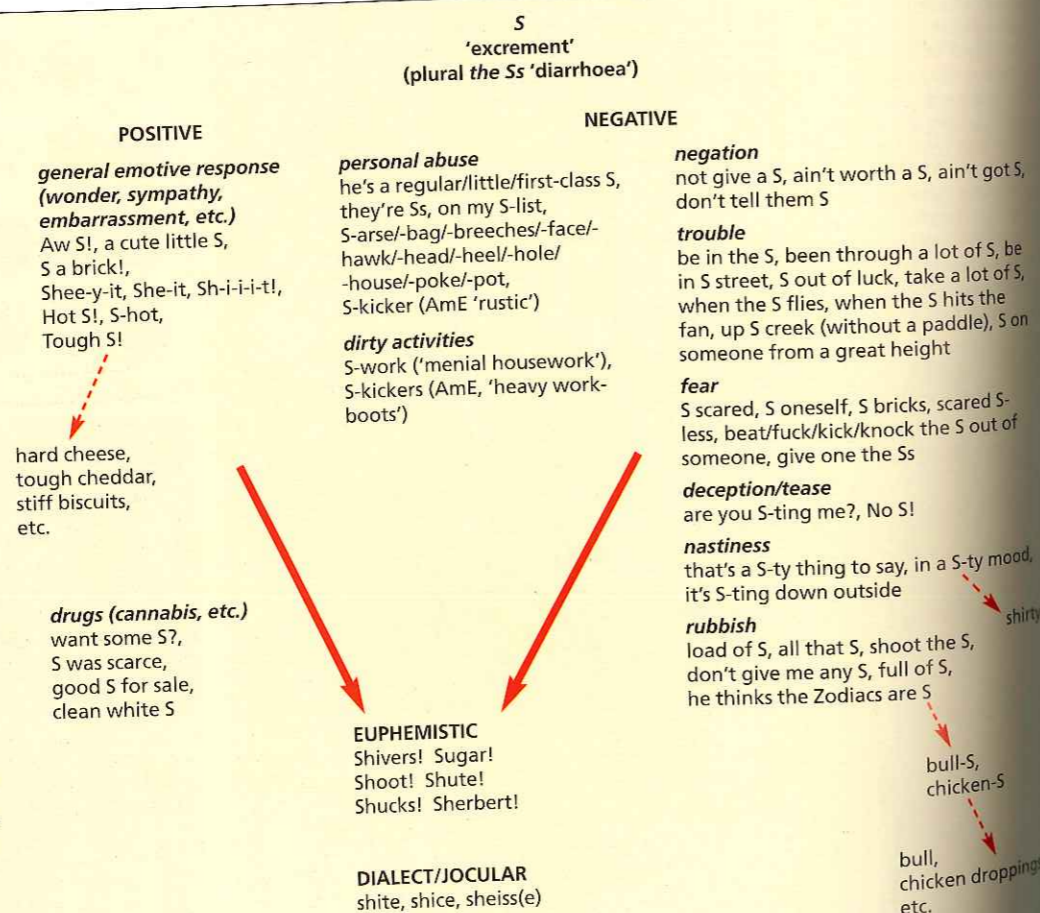 S
'excrement'
(plural the Ss 'diarrhoea')
POSITIVE
general emotive response
(wonder, sympathy,
embarrassment, etc.)
Aw S!, a cute little S,
S a brick!,
Shee-y-it, She-it, Sh-i-i-i-t!,
Hot S!, S-hot,
Tough S!
hard cheese,
tough cheddar,
stiff biscuits,
etc.
drugs (cannabis, etc.)
want some S?,
S was scarce,
good S for sale,
clean white S
NEGATIVE
personal abuse
he's a regular/little/first-class S,
they're Ss, on my S-list,
S-arse/-bag/-breeches/-face/-
hawk/-head/-heel/-hole/
-house/-poke/-pot,
S-kicker (AmE 'rustic')
dirty activities
S-work ('menial housework'),
S-kickers (AmE, 'heavy work-
boots')
negation
not give a S, ain't worth a S, ain't got S,
don't tell them S
trouble
be in the S, been through a lot of S, be
in S street, S out of luck, take a lot of S,
when the S flies, when the S hits the
fan, up S creek (without a paddle), S on
someone from a great height
fear
S scared, S oneself, S bricks, scared S-
less, beat/fuck/kick/knock the S out of
someone, give one the Ss
deception/tease
are you S-ting me?, No S!
nastiness
that's a S-ty thing to say, in a S-ty mood,
it's S-ting down outside
shirty
rubbish
load of S, all that S, shoot the S,
don't give me any S, full of S,
he thinks the Zodiacs are S
bull-S,
chicken-S
bull,
chicken droppings
etc.
EUPHEMISTIC
Shivers! Sugar!
Shoot! Shute!
Shucks! Sherbert!
DIALECT/JOCULAR
shite, shice, sheiss(e)